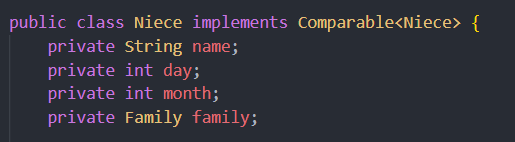 public class Niece implements Comparable<Niece> {
private String name;
private int day;
private int month;
private Family family;